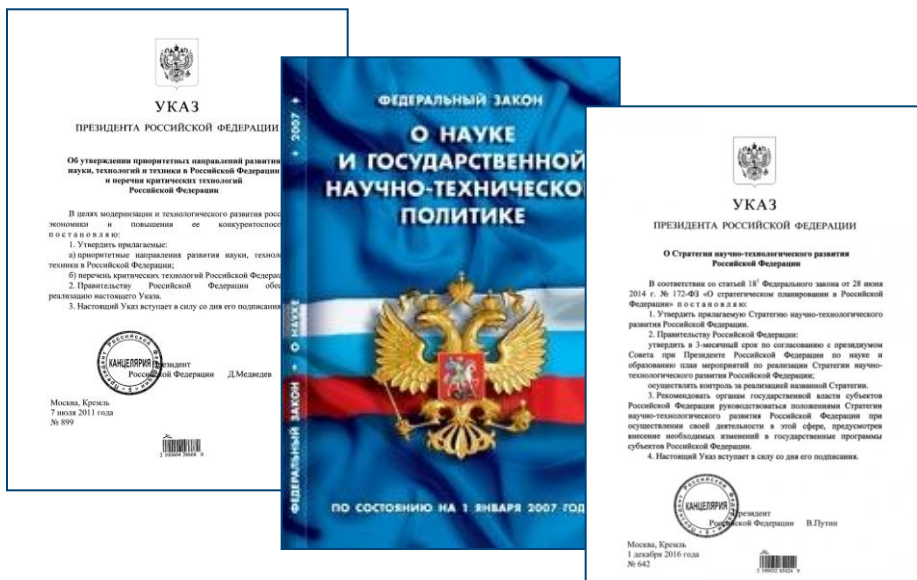 УКАЗ
ПРЕЗИДЕНТА РОССИЙСКОЙ ФЕДЕРАЦИИ
Об утверждении приоритетных направлений развития
науки, технологий и техники в Российской Федерации
и перечня критических технологий
Российской Федерации
В целях модернизации и технологического развития
экономики и повышения ее
постановляю:
1. Утвердить прилагаемые:
а) приоритетные направления развития науки,
техники в Российской Федерации;
б) перечень критических технологий Российской
2. Правительству Российской Федерации
реализацию настоящего Указа.
3. Настоящий Указ вступает в силу со дня его подписания
КАНЦЕЛЯРИЯ
Российской Федерации Д.Медведев
Москва, Кремль
7 июля 2011 года
№ 899
ФЕДЕРАЛЬНЫЙ ЗАКОН + О НАУКЕ + 2007 +
ФЕДЕРАЛЬНЫЙ ЗАКОН
О НАУКЕ
И ГОСУДАРСТВЕННОЙ
НАУЧНО-ТЕХНИЧЕСКО
ПОЛИТИКЕ
ПО СОСТОЯНИЮ НА 1 ЯНВАРЯ 2007 ГОД
УКАЗ
ПРЕЗИДЕНТА РОССИЙСКОЙ ФЕДЕРАЦИИ
О Стратегии научно-технологического развития
Российской Федерации
В соответствии со статьей 18¹ Федерального закона от 28 июня
2014 г. № 172-ФЗ «О стратегическом планировании в Российской
Федерации» постановляю:
1. Утвердить прилагаемую Стратегию научно-технологического
развития Российской Федерации.
2. Правительству Российской Федерации:
утвердить в 3-месячный срок по согласованию с президиумом
Совета при Президенте Российской Федерации по науке и
образованию план мероприятий по реализации Стратегии научно-
технологического развития Российской Федерации;
осуществлять контроль за реализацией названной Стратегии.
3. Рекомендовать органам государственной власти субъектов
Российской Федерации руководствоваться положениями Стратегии
научно-технологического развития Российской Федерации при
осуществлении своей деятельности в этой сфере, предусмотрев
внесение необходимых изменений в государственные программы
субъектов Российской Федерации.
4. Настоящий Указ вступает в силу со дня его подписания.
КАНЦЕЛЯРИЯ
Российской Федерации В.Путин
Москва, Кремль
1 декабря 2016 года
№ 642